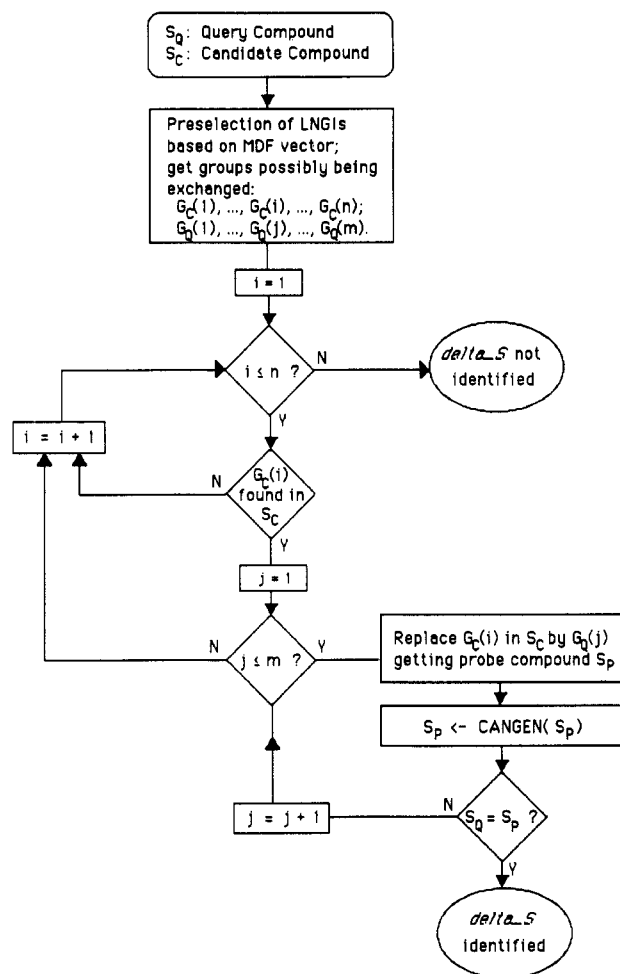 S_Q: Query Compound
S_C: Candidate Compound
Preselection of LNGIs
based on MDF vector;
get groups possibly being
exchanged:
G_C(1), ..., G_C(i), ..., G_C(n);
G_Q(1), ..., G_Q(j), ..., G_Q(m).
i = 1
i ≤ n ?
N
delta_S not
identified
Y
i = i + 1
N
G_C(i)
found in
S_C
Y
j = 1
N
j ≤ m ?
Y
Replace G_C(i) in S_C by G_Q(j)
getting probe compound S_P
S_P <- CANGEN( S_P)
j = j + 1
N
S_Q = S_P ?
Y
delta_S
identified